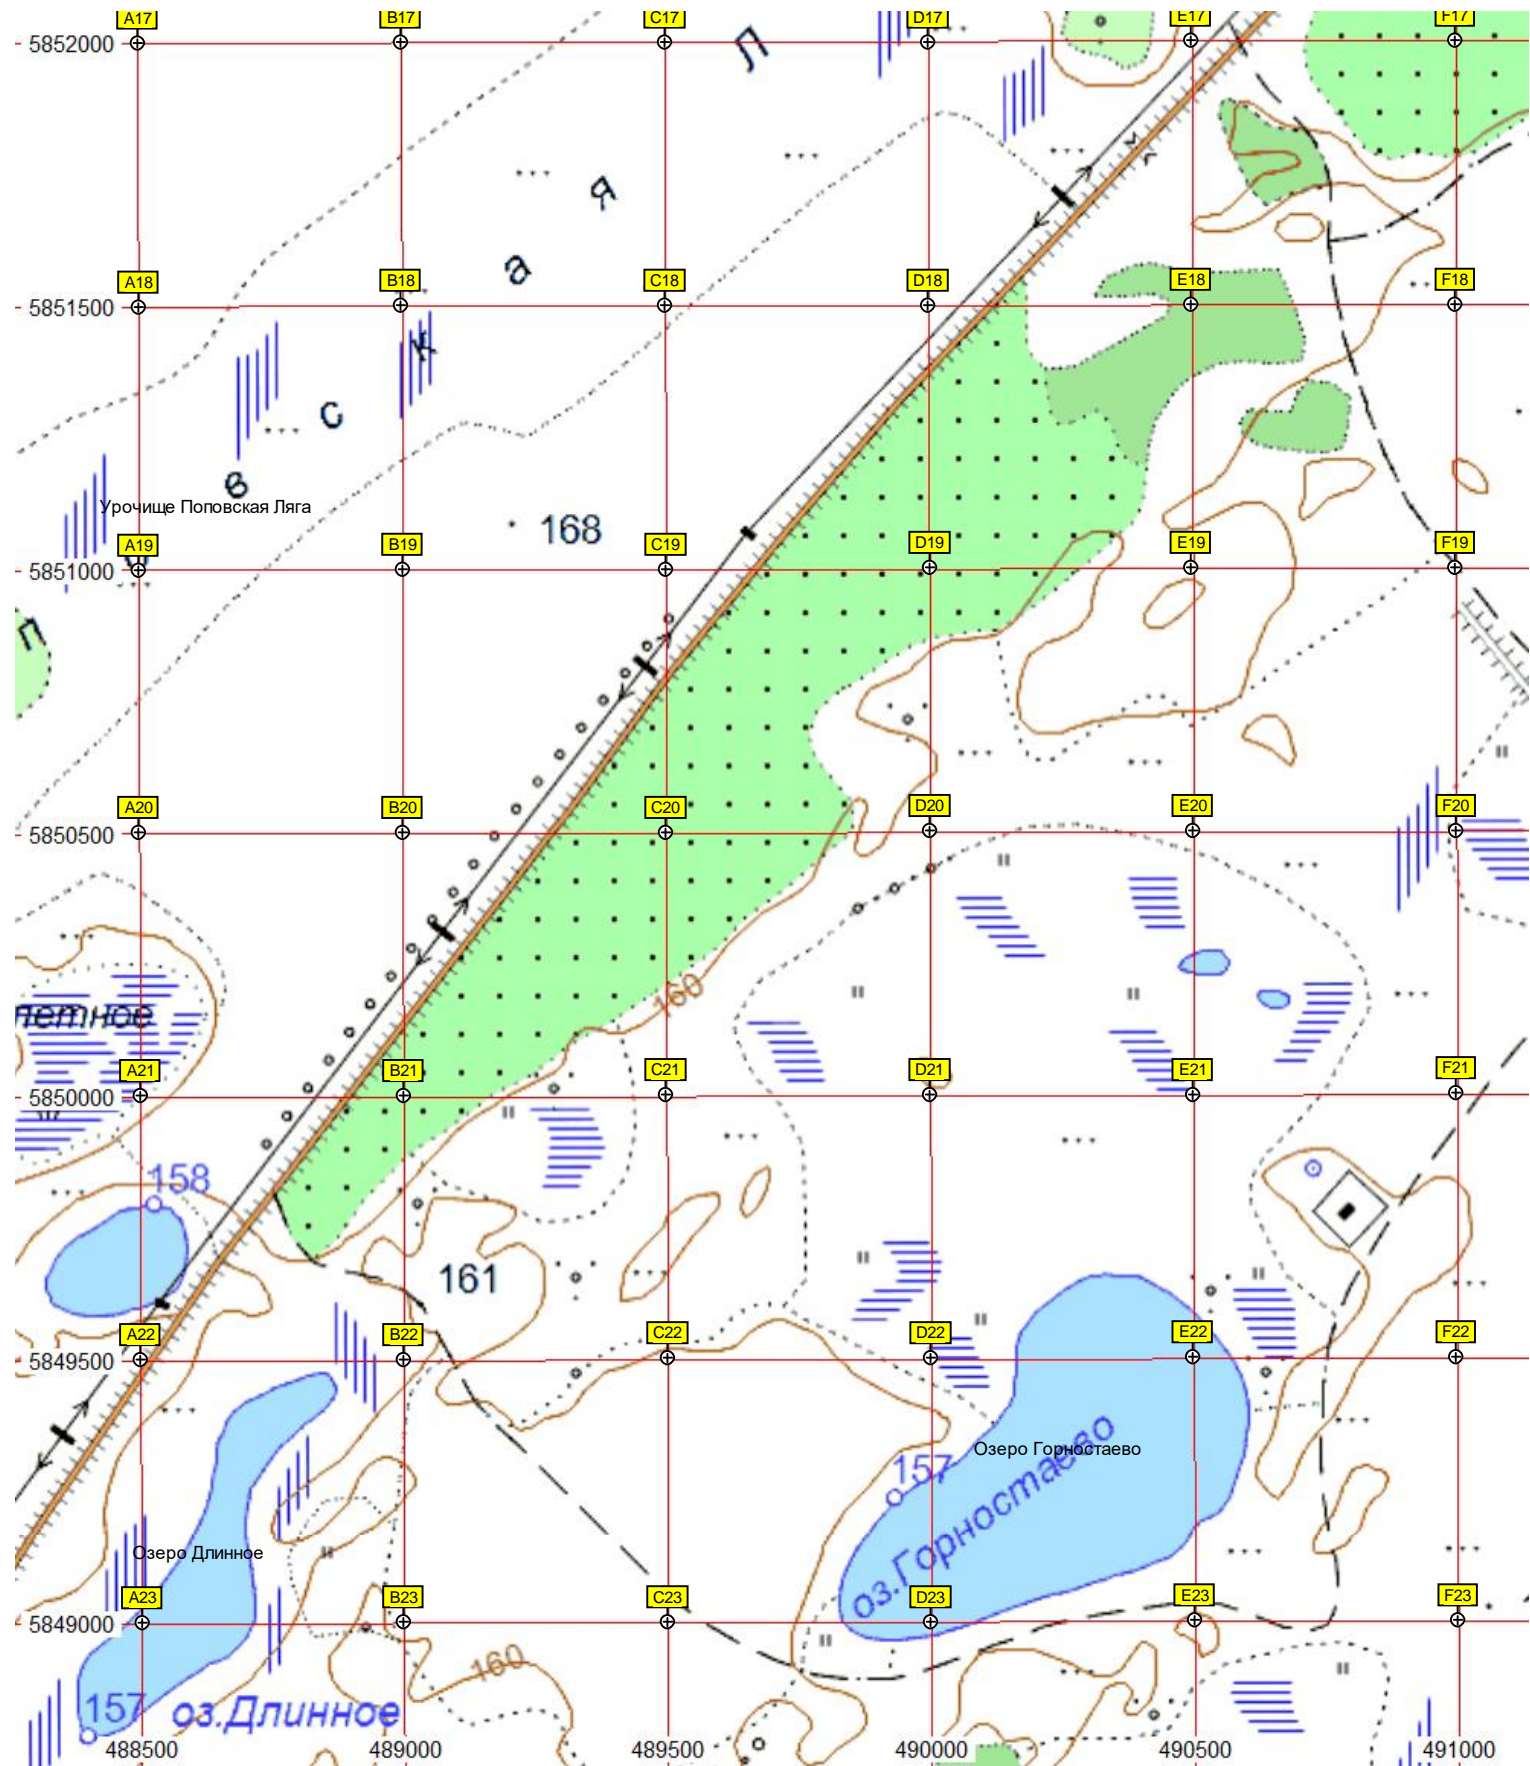 A17 B17 C17 D17 E17 F17
5852000
Л
я
а
A18 B18 C18 D18 E18 F18
5851500
к
с
в
Урочище Поповская Ляга
168
A19 B19 C19 D19 E19 F19
5851000
п
A20 B20 C20 D20 E20 F20
5850500
160
летное
A21 B21 C21 D21 E21 F21
5850000
158
161
A22 B22 C22 D22 E22 F22
5849500
Озеро Горностаево
157
оз.Горностаево
Озеро Длинное
A23 B23 C23 D23 E23 F23
5849000
160
157
оз.Длинное
488500 489000 489500 490000 490500 491000